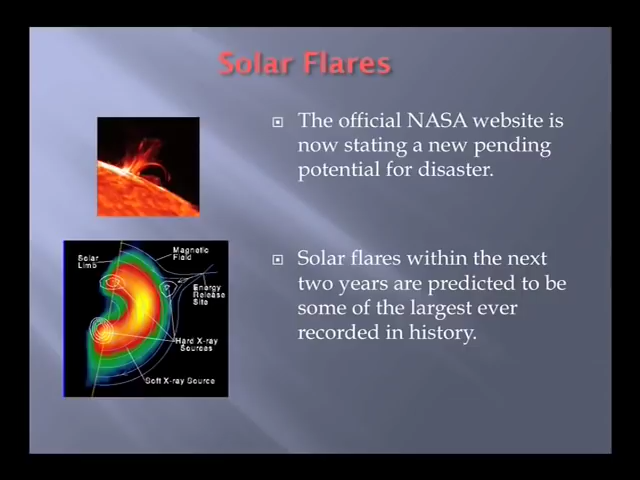 Solar Flares
The official NASA website is
now stating a new pending
potential for disaster.
Solar
Limb
Magnetic
Field
Energy
Release
Site
Hard X-ray
Sources
Soft X-ray Source
Solar flares within the next
two years are predicted to be
some of the largest ever
recorded in history.